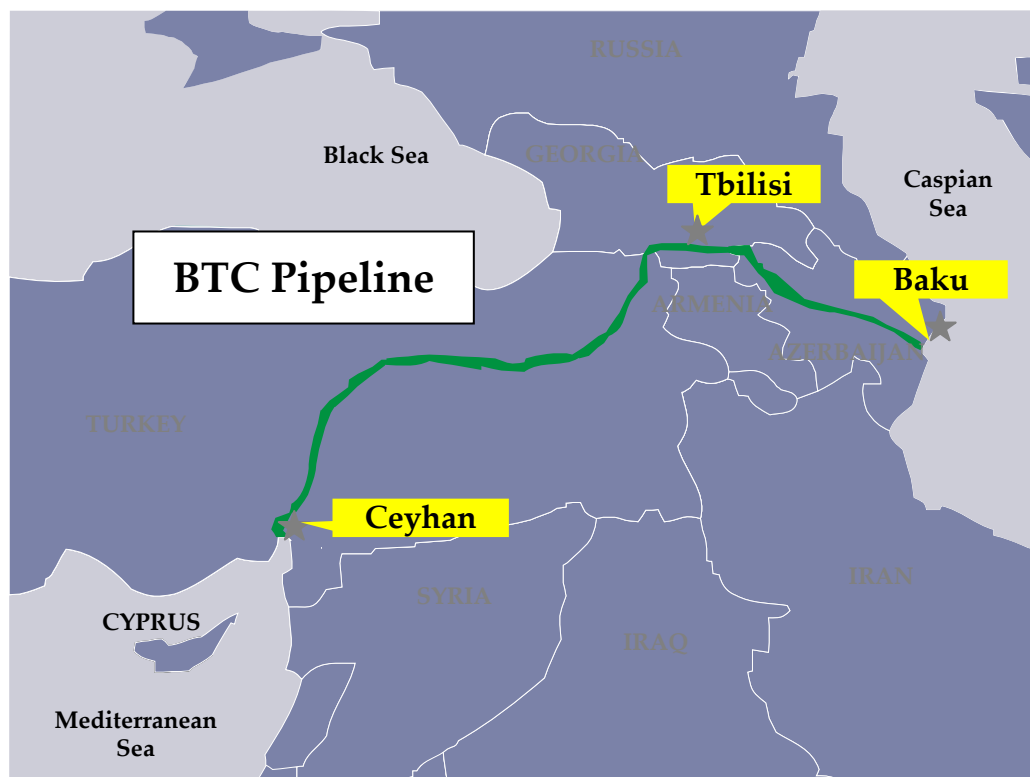 RUSSIA
Black Sea
GEORGIA
Tbilisi
Caspian
Sea
BTC Pipeline
Baku
ARMENIA
AZERBAIJAN
TURKEY
Ceyhan
IRAN
SYRIA
CYPRUS
IRAQ
Mediterranean
Sea